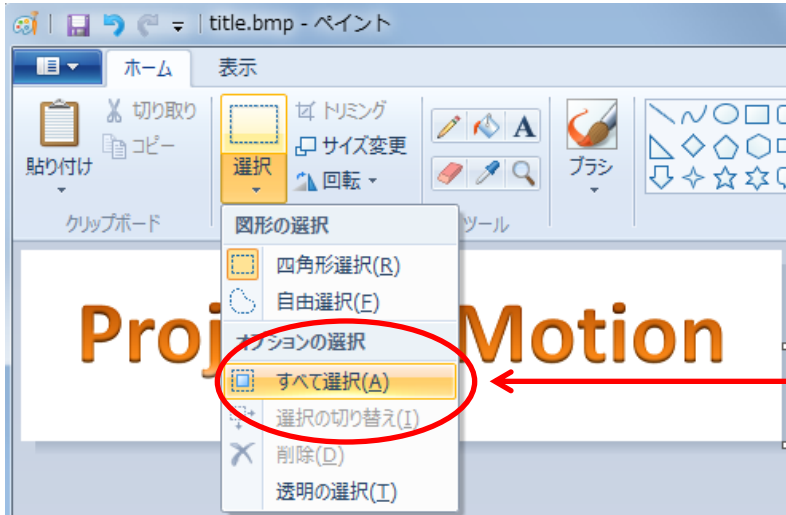 title.bmp - ペイント
ホーム 表示
貼り付け
切り取り
コピー
選択
トリミング
サイズ変更
回転
A
ブラシ
クリップボード
ツール
図形の選択
四角形選択(R)
自由選択(F)
オプションの選択
すべて選択(A)
選択の切り替え(I)
削除(D)
透明の選択(T)
Proj
Motion